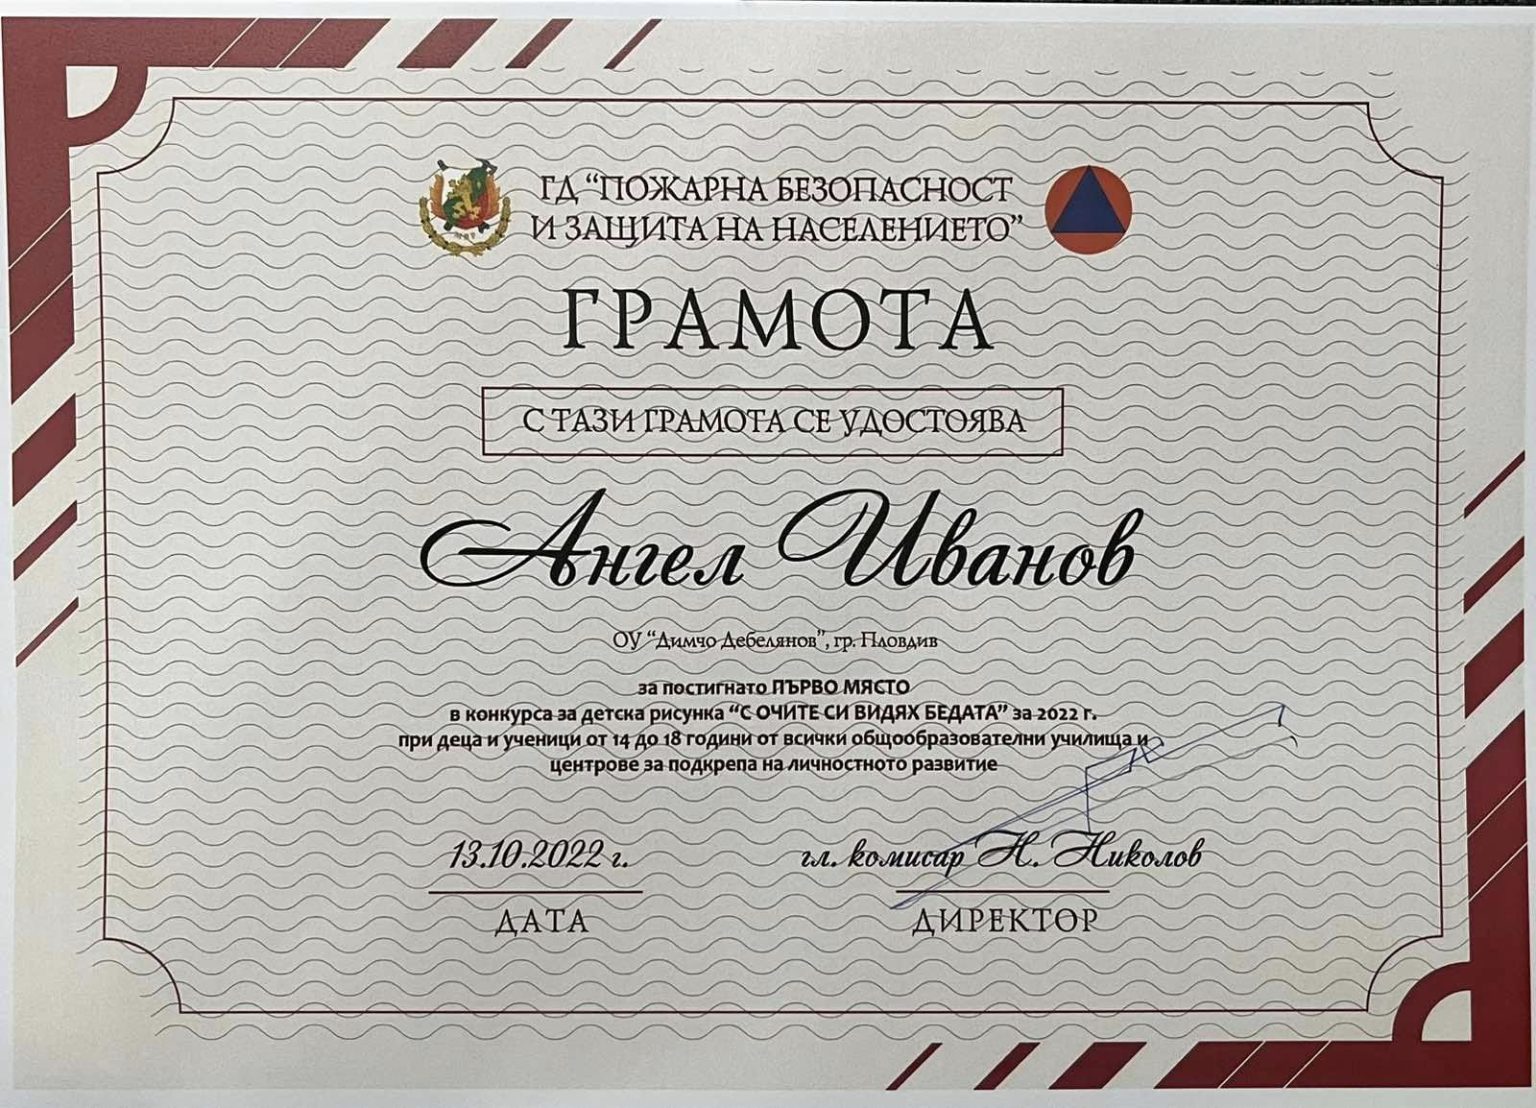 ГД “ПОЖАРНА БЕЗОПАСНОСТ
И ЗАЩИТА НА НАСЕЛЕНИЕТО”
МВР
ГРАМОТА
С ТАЗИ ГРАМОТА СЕ УДОСТОЯВА
Ангел Иванов
ОУ “Димчо Дебелянов”, гр. Пловдив
за постигнато ПЪРВО МЯСТО
в конкурса за детска рисунка “С ОЧИТЕ СИ ВИДЯХ БЕДАТА” за 2022 г.
при деца и ученици от 14 до 18 години от всички общообразователни училища и
центрове за подкрепа на личностното развитие
13.10.2022 г.
гл. комисар Н. Николов
ДАТА
ДИРЕКТОР